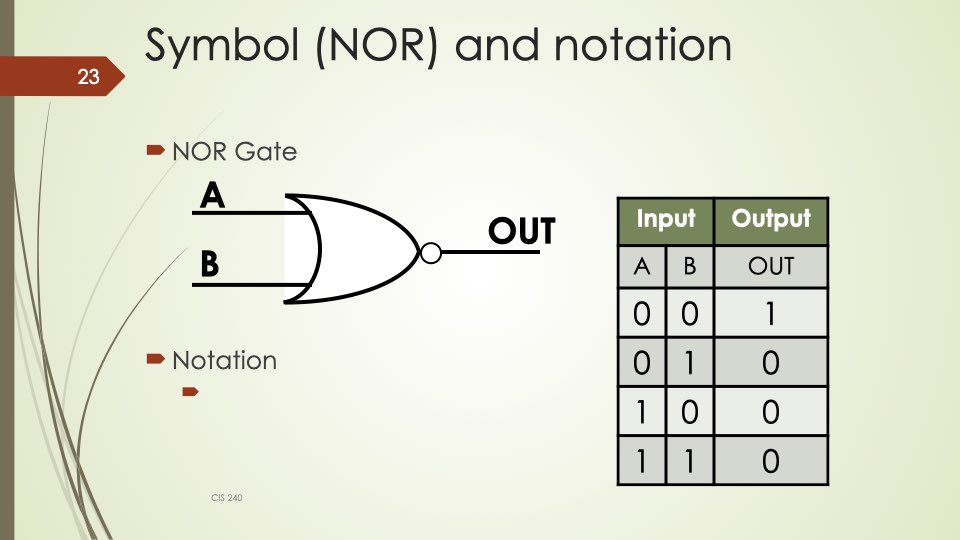 Symbol (NOR) and notation
23
NOR Gate
A
B
OUT
Input Output
A B OUT
0 0 1
0 1 0
1 0 0
1 1 0
Notation
CIS 240